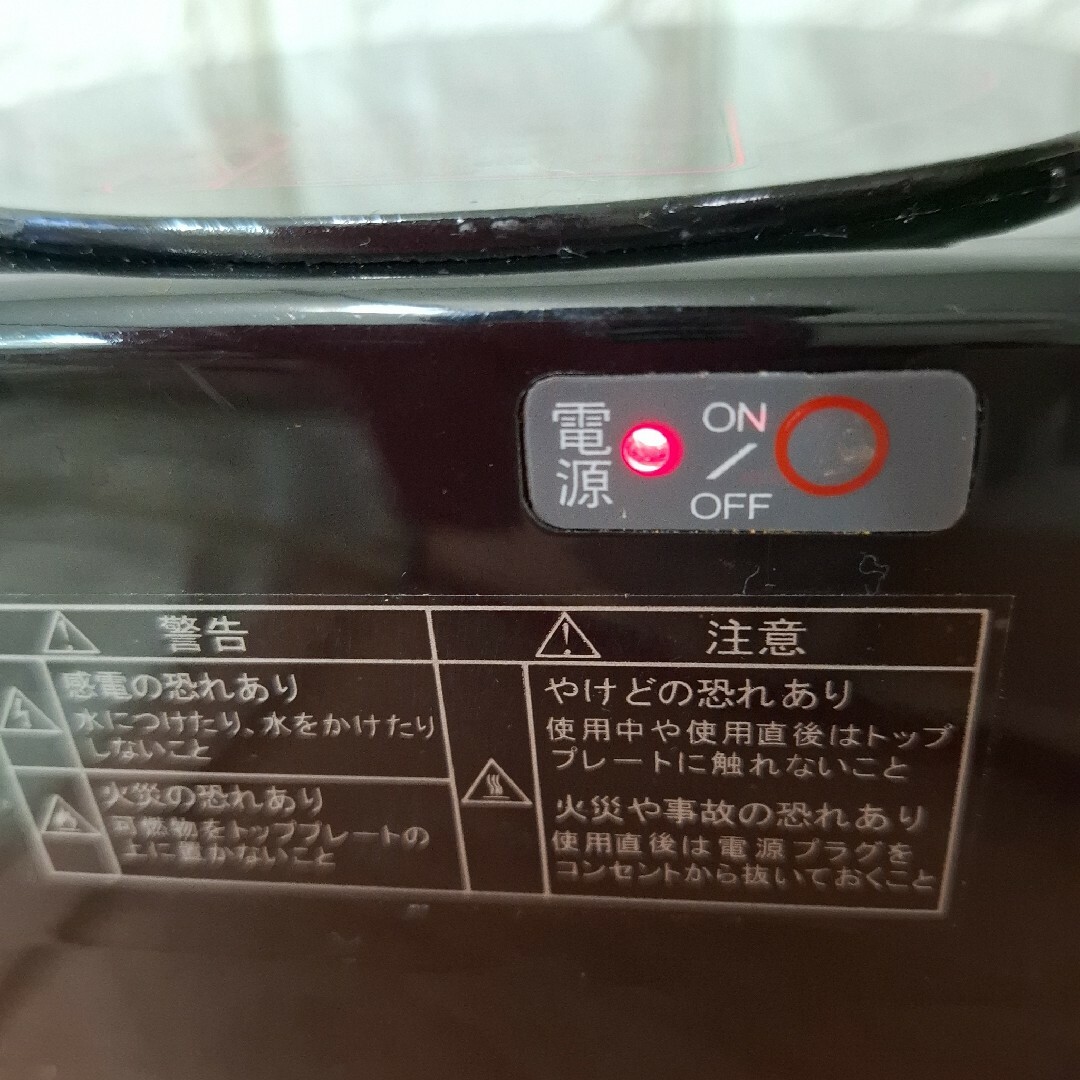 電源
ON
OFF
警告
感電の恐れあり
水につけたり、水をかけたり
しないこと
火災の恐れあり
可燃物をトッププレートの
上に置かないこと
注意
やけどの恐れあり
使用中や使用直後はトップ
プレートに触れないこと
火災や事故の恐れあり
使用直後は電源プラグを
コンセントから抜いておくこと